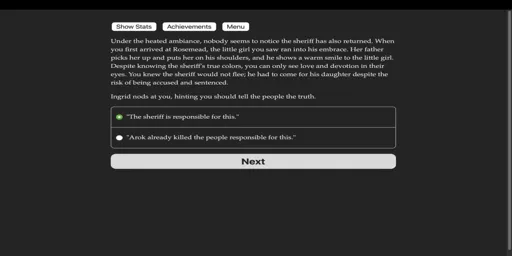 Show Stats
Achievements
Menu
Under the heated ambiance, nobody seems to notice the sheriff has also returned. When
you first arrived at Rosemead, the little girl you saw ran into his embrace. Her father
picks her up and puts her on his shoulders, and he shows a warm smile to the little girl.
Despite knowing the sheriff's true colors, you can only see love and devotion in their
eyes. You knew the sheriff would not flee; he had to come for his daughter despite the
risk of being accused and sentenced.
Ingrid nods at you, hinting you should tell the people the truth.
"The sheriff is responsible for this."
"Arok already killed the people responsible for this."
Next